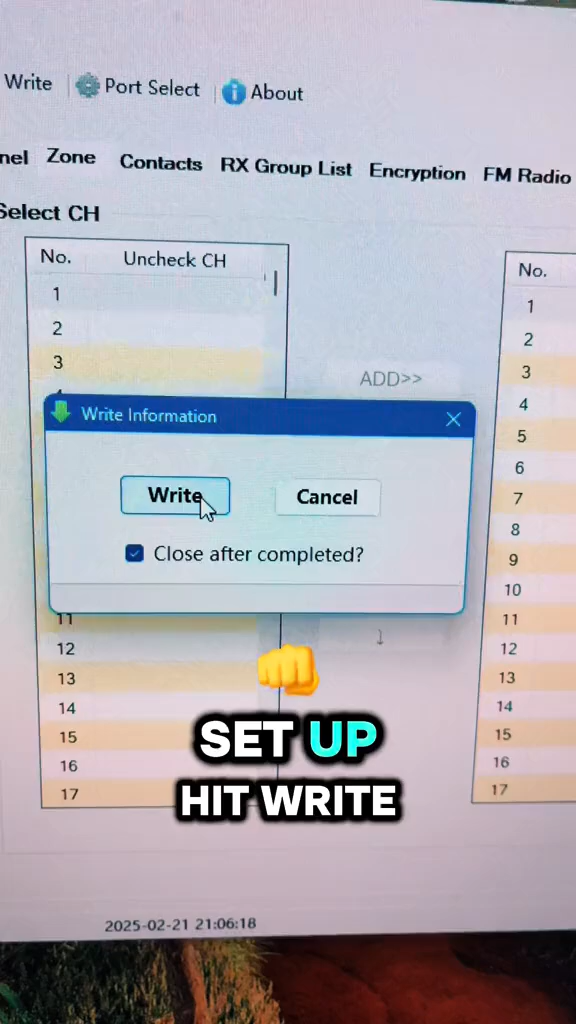 Write Port Select About
nel Zone Contacts RX Group List Encryption FM Radio
Select CH
No. Uncheck CH No.
1 1
2 2
3 3
ADD>>
4
Write Information
5
6
Write Cancel
7
8
Close after completed?
9
10
11 11
12 12
13 13
14 14
15 15
16 16
17 17
SET UP
HIT WRITE
2025-02-21 21:06:18